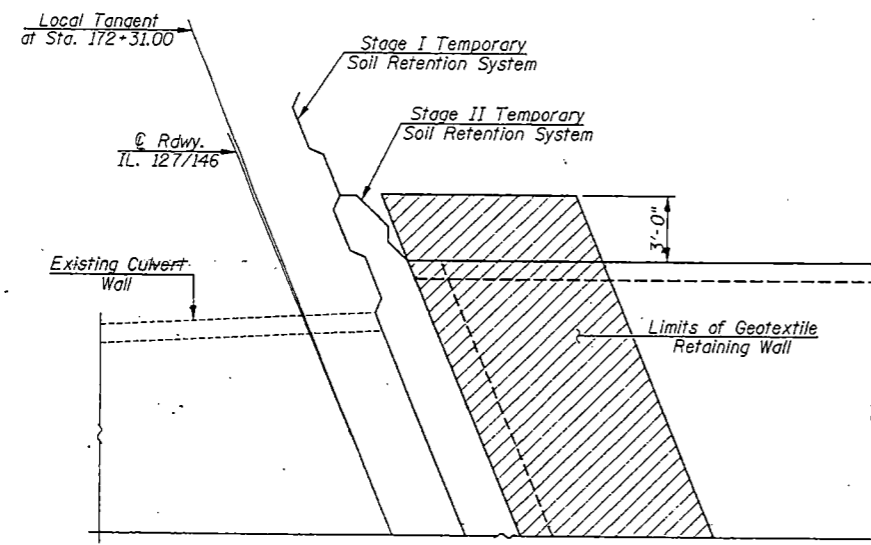 Local Tangent
at Sta. 172+31.00
Stage I Temporary
Soil Retention System
Stage II Temporary
Soil Retention System
℄ Rdwy.
IL. 127/146
3'-0"
Existing Culvert
Wall
Limits of Geotextile
Retaining Wall